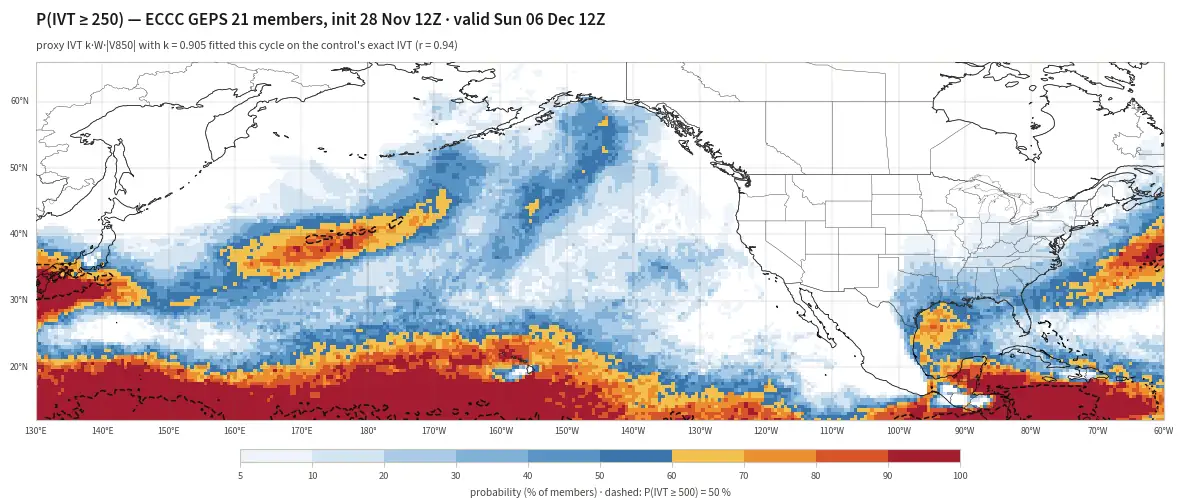 P(IVT ≥ 250) — ECCC GEPS 21 members, init 28 Nov 12Z · valid Sun 06 Dec 12Z
proxy IVT k·W·|V850| with k = 0.905 fitted this cycle on the control's exact IVT (r = 0.94)
60°N
50°N
40°N
30°N
20°N
130°E 140°E 150°E 160°E 170°E 180° 170°W 160°W 150°W 140°W 130°W 120°W 110°W 100°W 90°W 80°W 70°W 60°W
5 10 20 30 40 50 60 70 80 90 100
probability (% of members) · dashed: P(IVT ≥ 500) = 50 %